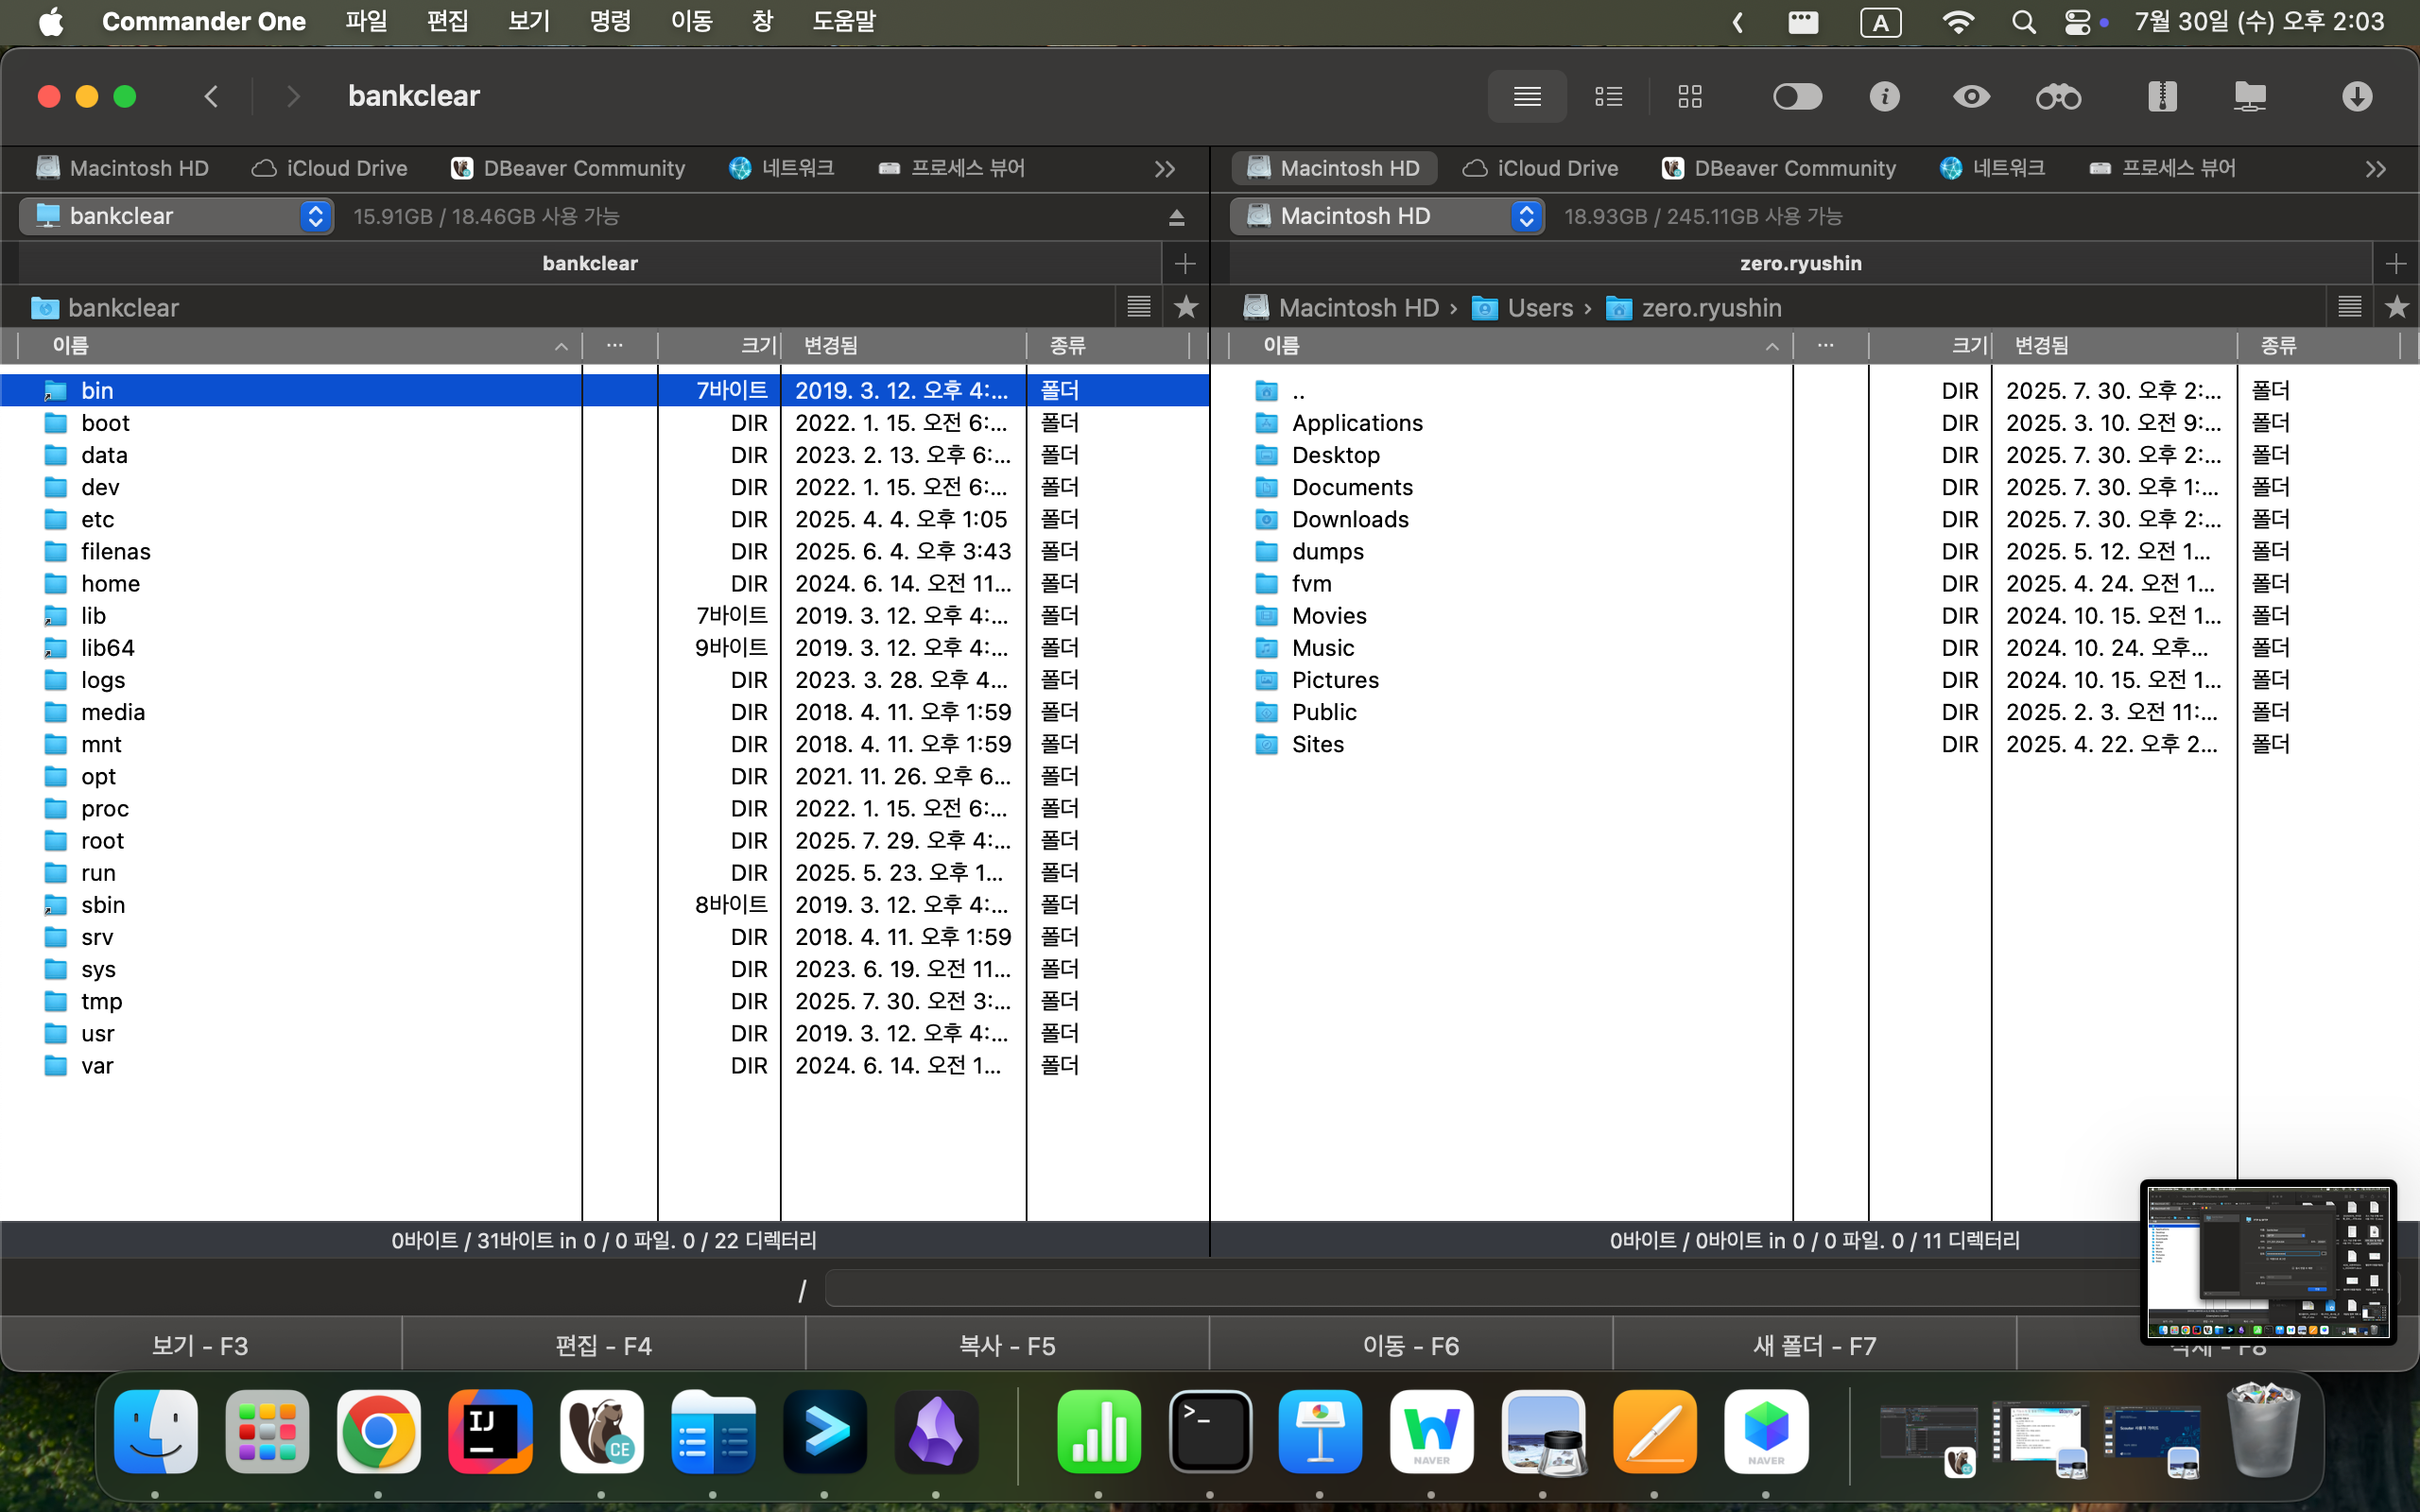 Commander One 파일 편집 보기 명령 이동 창 도움말 A 7월 30일 (수) 오후 2:03
bankclear
Macintosh HD iCloud Drive DBeaver Community 네트워크 프로세스 뷰어
bankclear 15.91GB / 18.46GB 사용 가능
bankclear
bankclear
이름 ... 크기 변경됨 종류
bin 7바이트 2019. 3. 12. 오후 4:... 폴더
boot DIR 2022. 1. 15. 오전 6:... 폴더
data DIR 2023. 2. 13. 오후 6:... 폴더
dev DIR 2022. 1. 15. 오전 6:... 폴더
etc DIR 2025. 4. 4. 오후 1:05 폴더
filenas DIR 2025. 6. 4. 오후 3:43 폴더
home DIR 2024. 6. 14. 오전 11... 폴더
lib 7바이트 2019. 3. 12. 오후 4:... 폴더
lib64 9바이트 2019. 3. 12. 오후 4:... 폴더
logs DIR 2023. 3. 28. 오후 4... 폴더
media DIR 2018. 4. 11. 오후 1:59 폴더
mnt DIR 2018. 4. 11. 오후 1:59 폴더
opt DIR 2021. 11. 26. 오후 6... 폴더
proc DIR 2022. 1. 15. 오전 6:... 폴더
root DIR 2025. 7. 29. 오후 4:... 폴더
run DIR 2025. 5. 23. 오후 1... 폴더
sbin 8바이트 2019. 3. 12. 오후 4:... 폴더
srv DIR 2018. 4. 11. 오후 1:59 폴더
sys DIR 2023. 6. 19. 오전 11... 폴더
tmp DIR 2025. 7. 30. 오전 3:... 폴더
usr DIR 2019. 3. 12. 오후 4:... 폴더
var DIR 2024. 6. 14. 오전 1... 폴더
0바이트 / 31바이트 in 0 / 0 파일. 0 / 22 디렉터리
Macintosh HD iCloud Drive DBeaver Community 네트워크 프로세스 뷰어
Macintosh HD 18.93GB / 245.11GB 사용 가능
zero.ryushin
Macintosh HD › Users › zero.ryushin
이름 ... 크기 변경됨 종류
.. DIR 2025. 7. 30. 오후 2:... 폴더
Applications DIR 2025. 3. 10. 오전 9:... 폴더
Desktop DIR 2025. 7. 30. 오후 2:... 폴더
Documents DIR 2025. 7. 30. 오후 1:... 폴더
Downloads DIR 2025. 7. 30. 오후 2:... 폴더
dumps DIR 2025. 5. 12. 오전 1... 폴더
fvm DIR 2025. 4. 24. 오전 1... 폴더
Movies DIR 2024. 10. 15. 오전 1... 폴더
Music DIR 2024. 10. 24. 오후... 폴더
Pictures DIR 2024. 10. 15. 오전 1... 폴더
Public DIR 2025. 2. 3. 오전 11:... 폴더
Sites DIR 2025. 4. 22. 오후 2... 폴더
0바이트 / 0바이트 in 0 / 0 파일. 0 / 11 디렉터리
/
보기 - F3 편집 - F4 복사 - F5 이동 - F6 새 폴더 - F7
IJ CE >_ NAVER NAVER CE